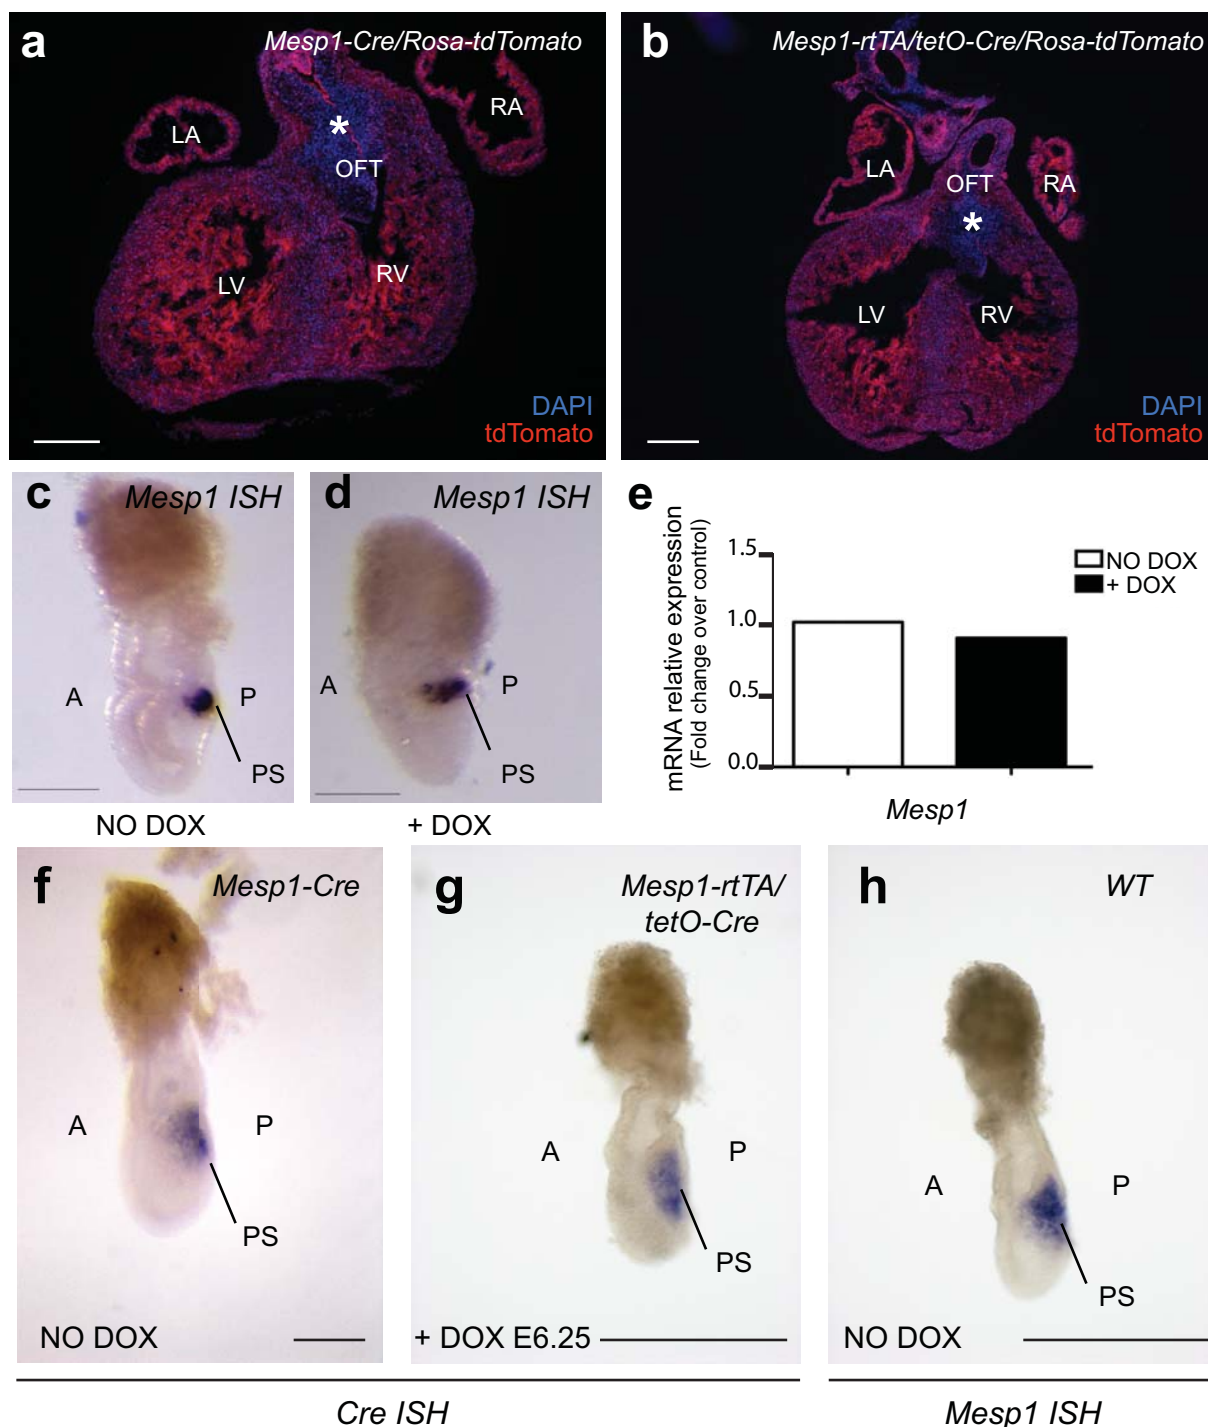 a
Mesp1-Cre/Rosa-tdTomato
LA
*
OFT
RA
LV
RV
DAPI
tdTomato
b
Mesp1-rtTA/tetO-Cre/Rosa-tdTomato
LA
OFT
RA
*
LV
RV
DAPI
tdTomato
c
Mesp1 ISH
A
P
PS
NO DOX
d
Mesp1 ISH
A
P
PS
+ DOX
e
mRNA relative expression
(Fold change over control)
1.5
1.0
0.5
0.0
NO DOX
+ DOX
Mesp1
f
Mesp1-Cre
A
P
PS
NO DOX
g
Mesp1-rtTA/
tetO-Cre
A
P
PS
+ DOX E6.25
Cre ISH
h
WT
A
P
PS
NO DOX
Mesp1 ISH